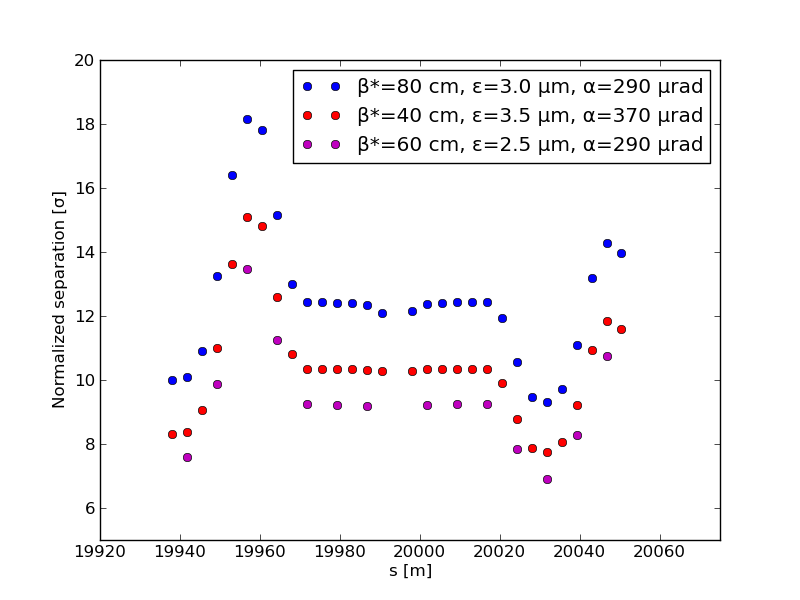 20
18
16
14
12
10
8
6
Normalized separation [σ]
β*=80 cm, ε=3.0 μm, α=290 μrad
β*=40 cm, ε=3.5 μm, α=370 μrad
β*=60 cm, ε=2.5 μm, α=290 μrad
19920 19940 19960 19980 20000 20020 20040 20060
s [m]